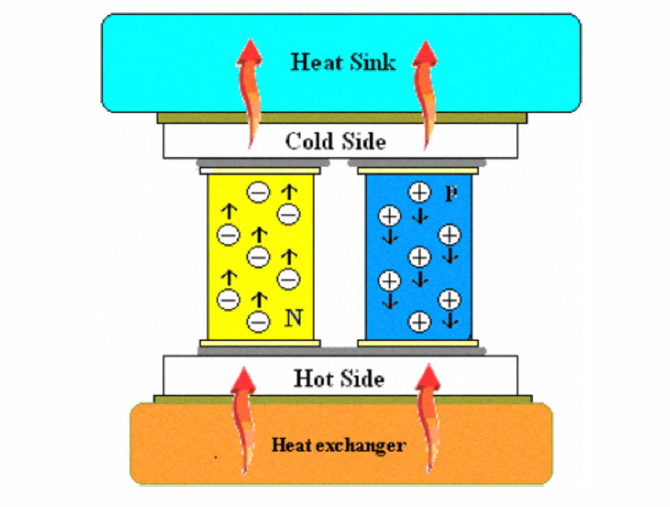 Heat Sink
Cold Side
P
N
Hot Side
Heat exchanger